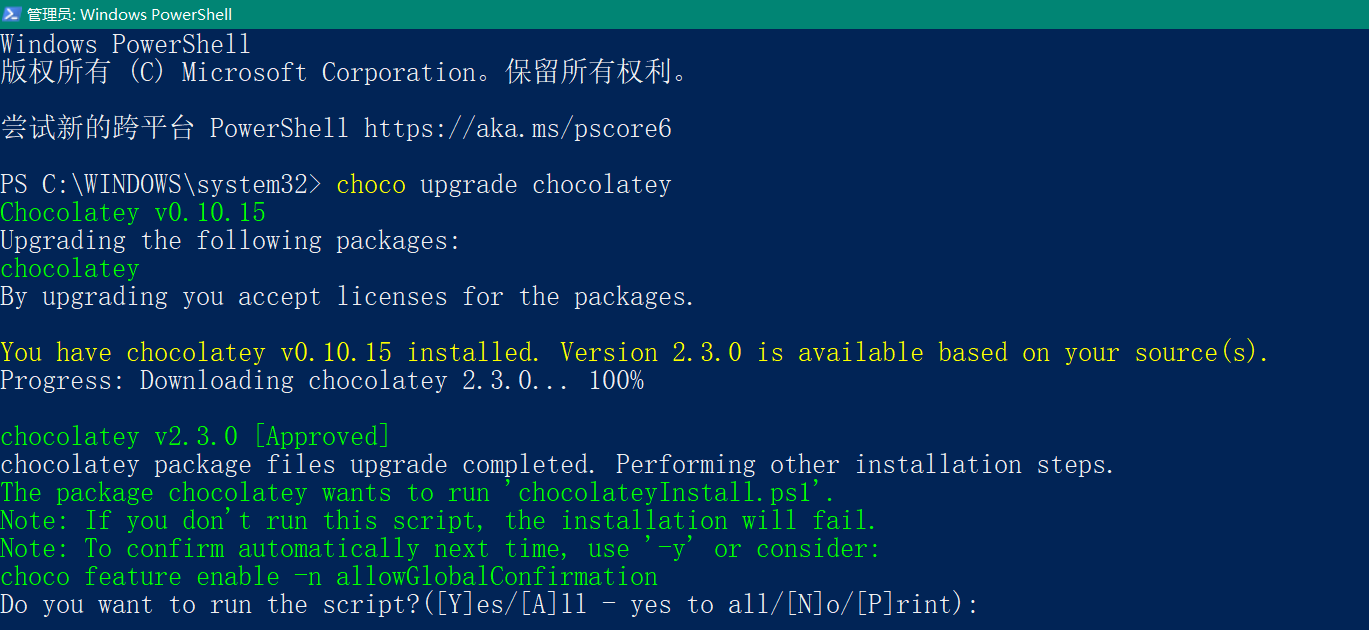 管理员: Windows PowerShell
Windows PowerShell
版权所有 (C) Microsoft Corporation。保留所有权利。
尝试新的跨平台 PowerShell https://aka.ms/pscore6
PS C:\WINDOWS\system32> choco upgrade chocolatey
Chocolatey v0.10.15
Upgrading the following packages:
chocolatey
By upgrading you accept licenses for the packages.
You have chocolatey v0.10.15 installed. Version 2.3.0 is available based on your source(s).
Progress: Downloading chocolatey 2.3.0... 100%
chocolatey v2.3.0 [Approved]
chocolatey package files upgrade completed. Performing other installation steps.
The package chocolatey wants to run 'chocolateyInstall.ps1'.
Note: If you don't run this script, the installation will fail.
Note: To confirm automatically next time, use '-y' or consider:
choco feature enable -n allowGlobalConfirmation
Do you want to run the script?([Y]es/[A]ll - yes to all/[N]o/[P]rint):